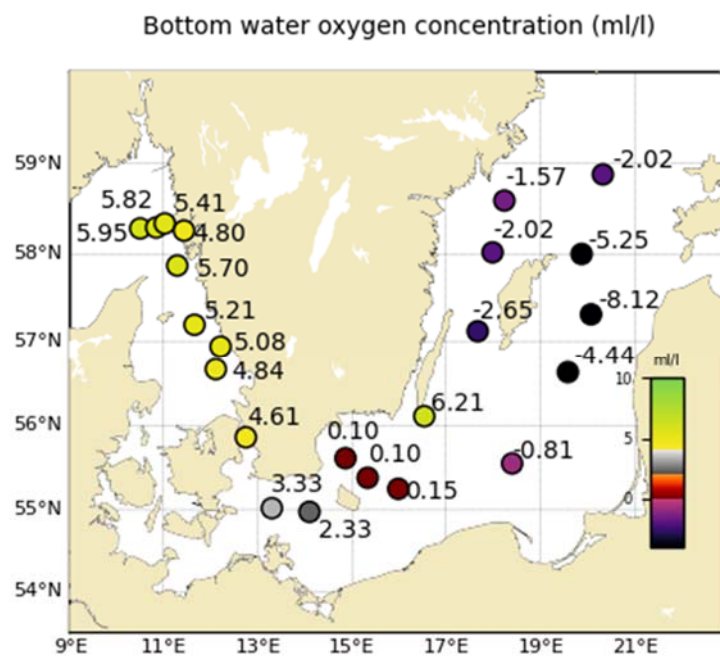 Bottom water oxygen concentration (ml/l)
59°N
58°N
57°N
56°N
55°N
54°N
-2.02
-1.57
5.82
5.41
5.95
4.80
-2.02
-5.25
5.70
-8.12
5.21
-2.65
5.08
4.84
-4.44
ml/l
10
5
0
6.21
4.61
0.10
0.10
-0.81
3.33
0.15
2.33
9°E
11°E
13°E
15°E
17°E
19°E
21°E